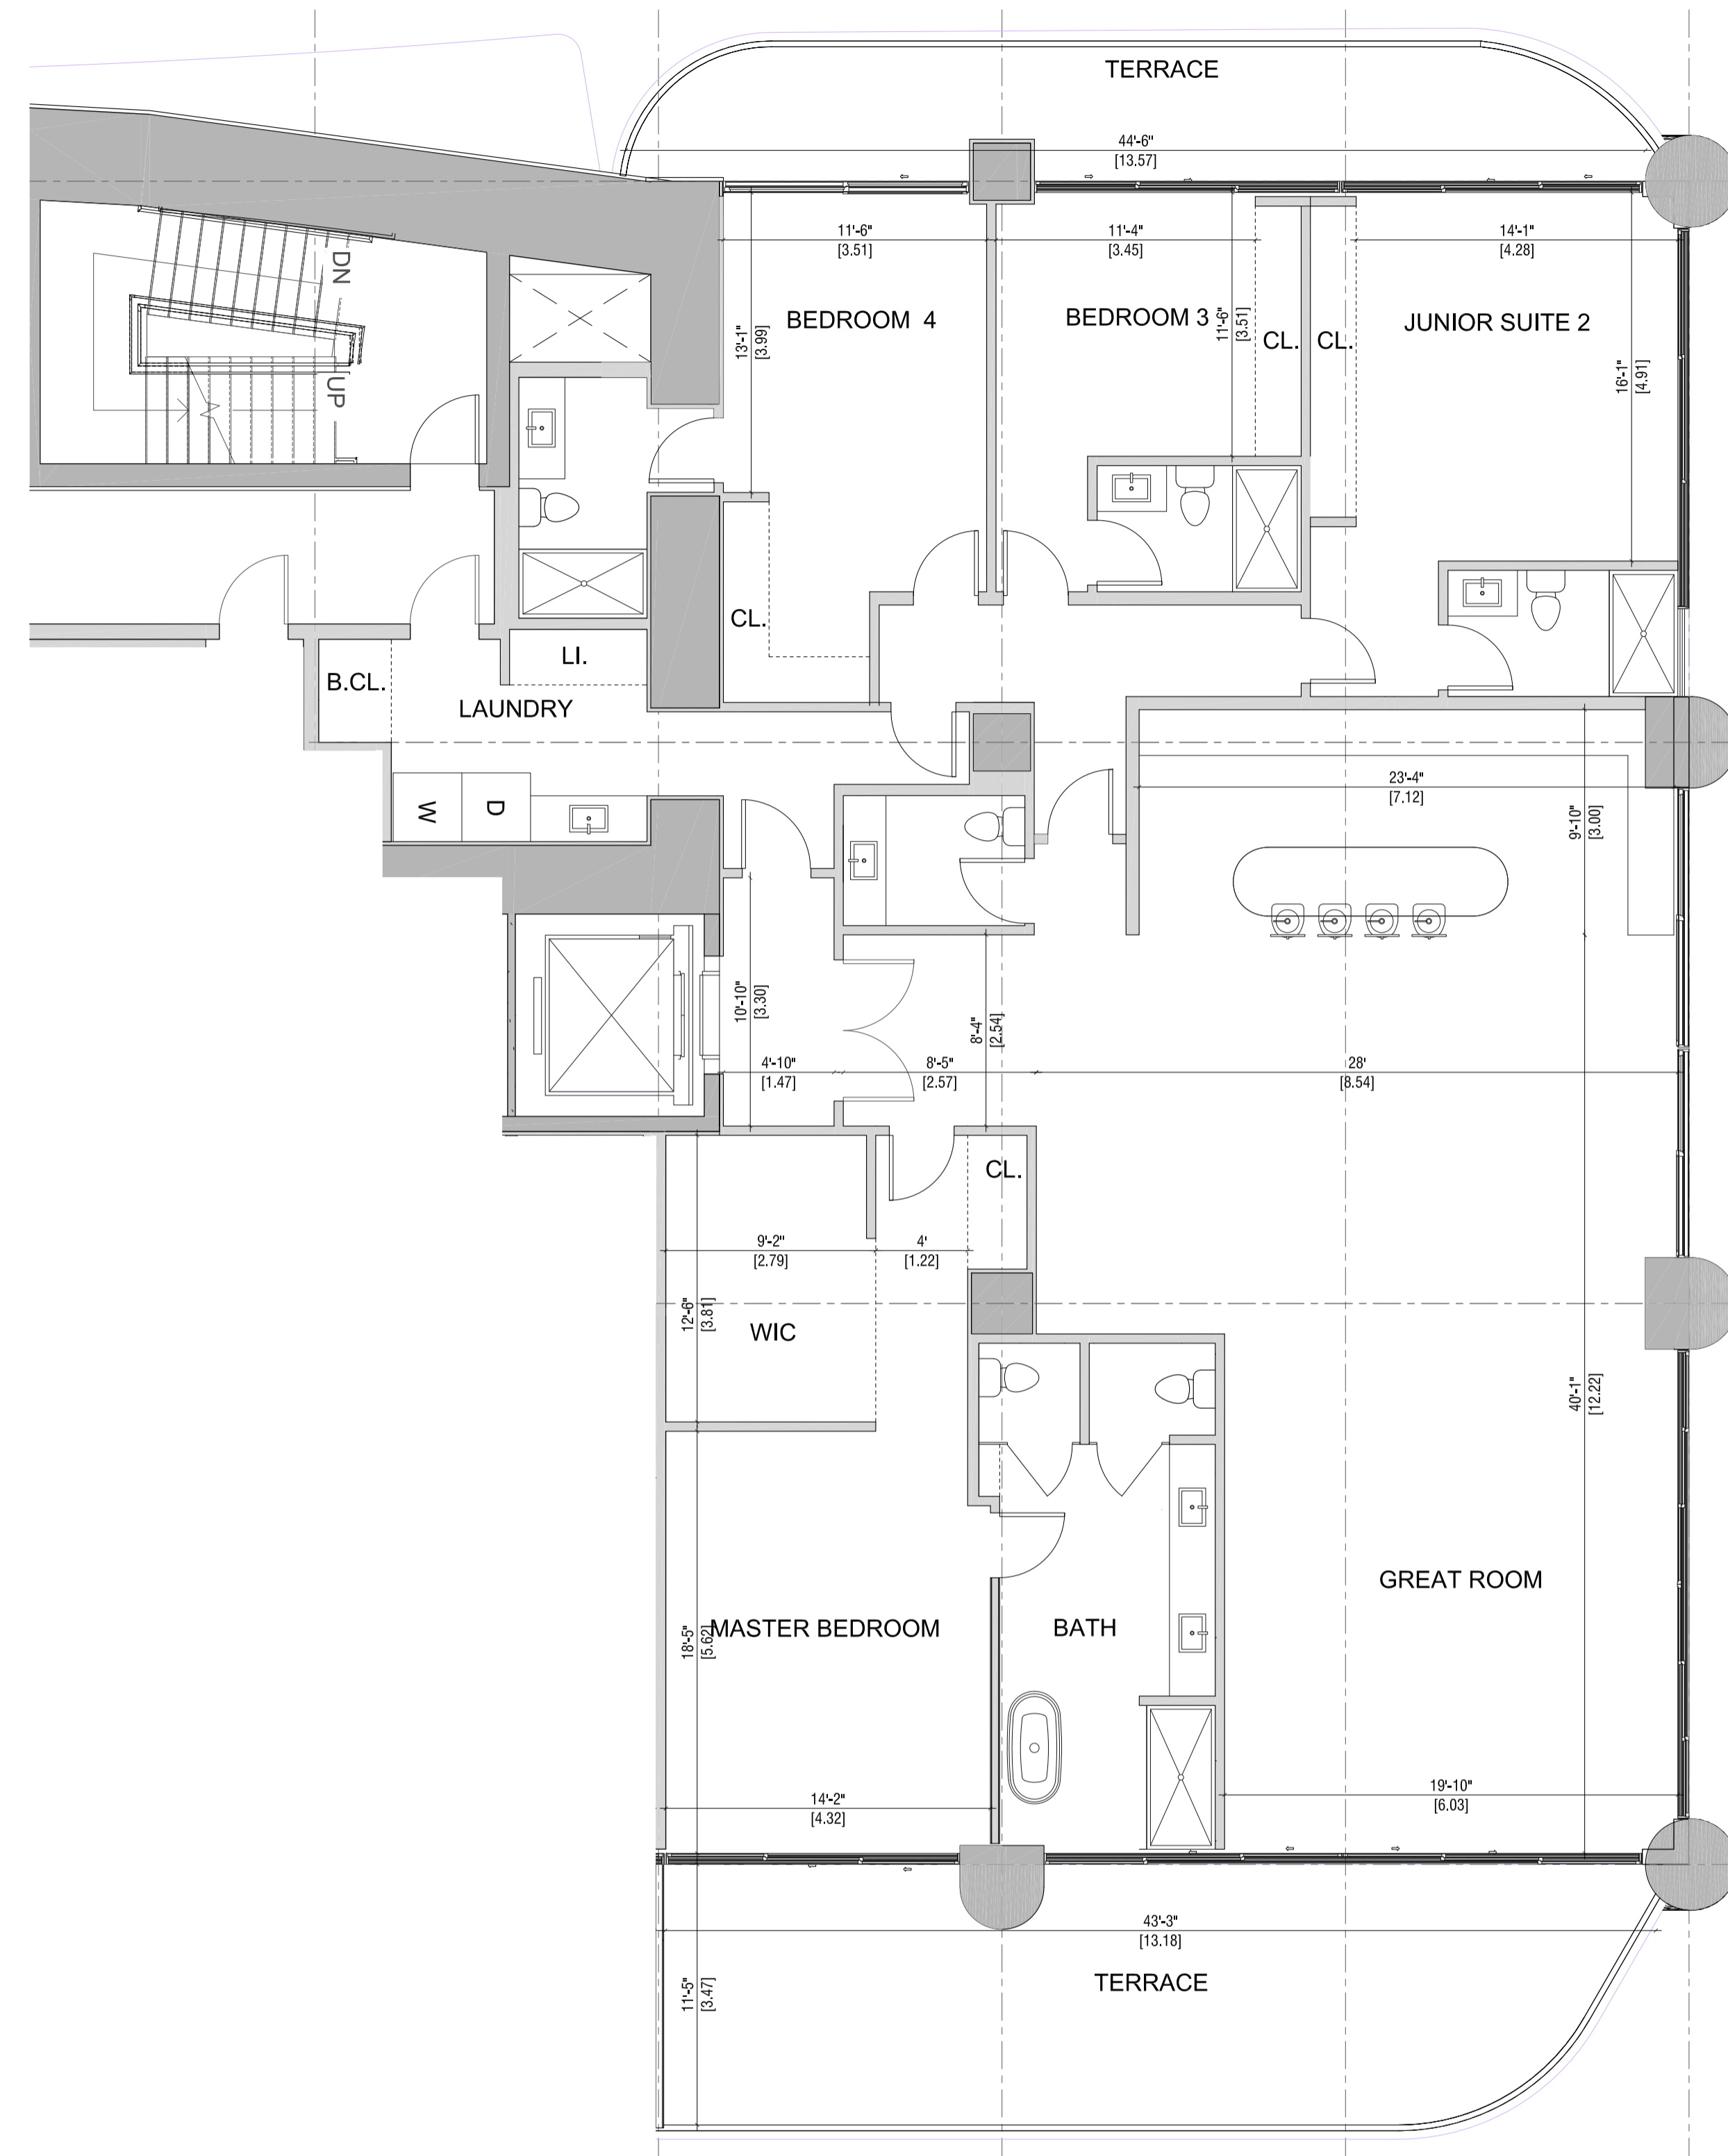 TERRACE
44'-6"
[13.57]
11'-6"
[3.51]
11'-4"
[3.45]
14'-1"
[4.28]
DN
UP
BEDROOM 4
13'-1"
[3.99]
BEDROOM 3
11'-6"
[3.51]
CL.
CL.
JUNIOR SUITE 2
16'-1"
[4.91]
CL.
LI.
B.CL.
LAUNDRY
W
D
23'-4"
[7.12]
9'-10"
[3.00]
10'-10"
[3.30]
8'-4"
[2.54]
4'-10"
[1.47]
8'-5"
[2.57]
28'
[8.54]
CL.
9'-2"
[2.79]
4'
[1.22]
12'-6"
[3.81]
WIC
40'-1"
[12.22]
GREAT ROOM
MASTER BEDROOM
18'-5"
[5.62]
BATH
14'-2"
[4.32]
19'-10"
[6.03]
43'-3"
[13.18]
TERRACE
11'-5"
[3.47]